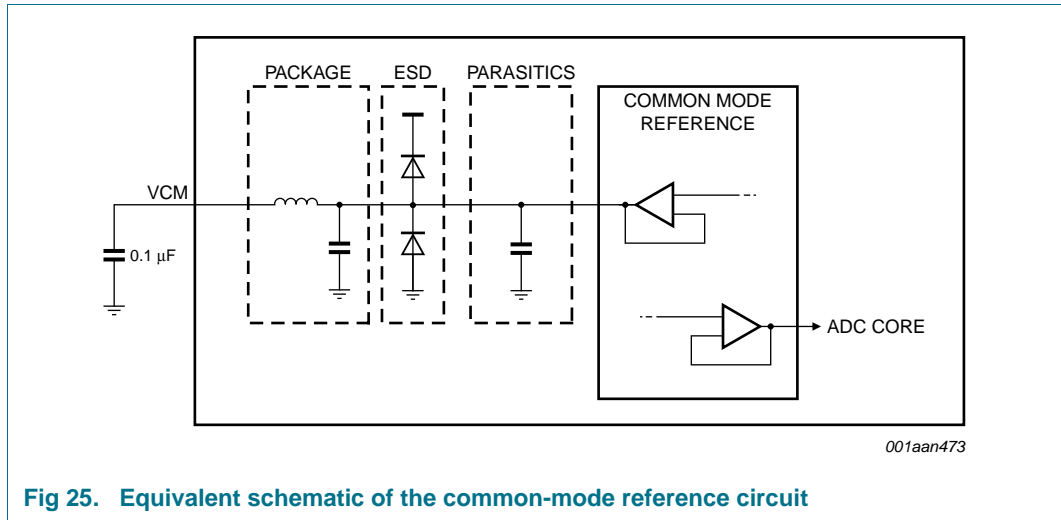 PACKAGE
ESD
PARASITICS
COMMON MODE
REFERENCE
VCM
0.1 μF
ADC CORE
001aan473
Fig 25. Equivalent schematic of the common-mode reference circuit